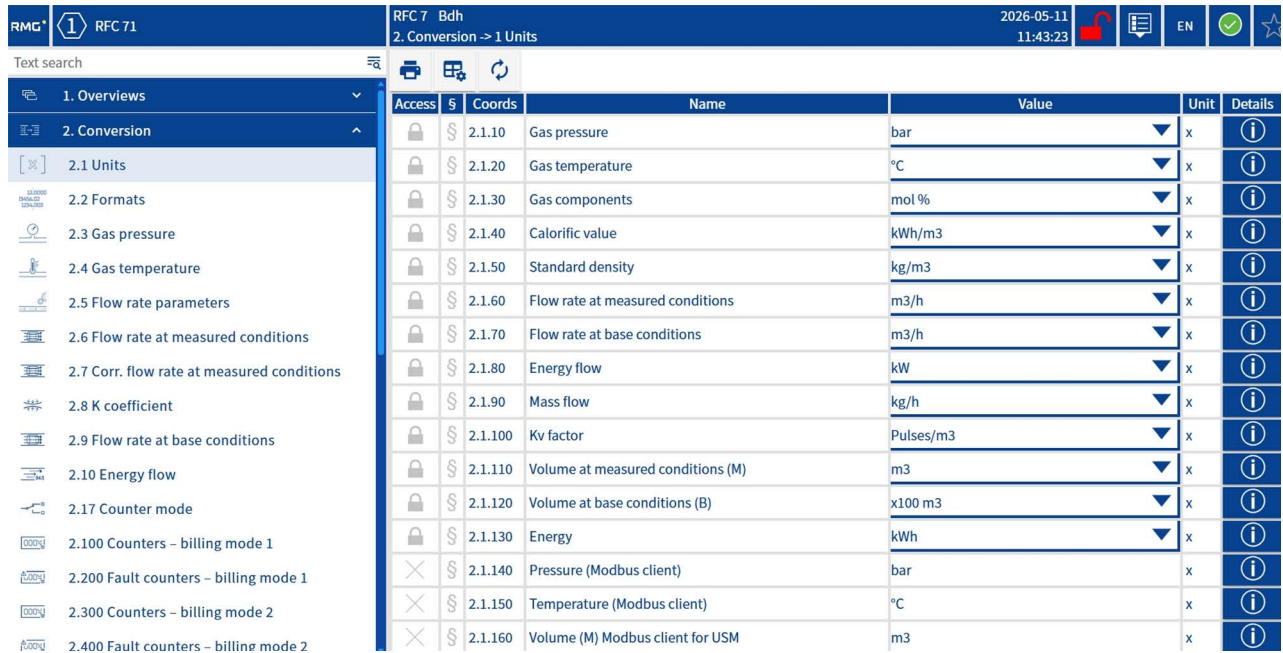 RMG 1 RFC 71
RFC 7 Bdh
2. Conversion -> 1 Units
2026-05-11
11:43:23
EN
Text search
1. Overviews
2. Conversion
2.1 Units
2.2 Formats
2.3 Gas pressure
2.4 Gas temperature
2.5 Flow rate parameters
2.6 Flow rate at measured conditions
2.7 Corr. flow rate at measured conditions
2.8 K coefficient
2.9 Flow rate at base conditions
2.10 Energy flow
2.17 Counter mode
2.100 Counters – billing mode 1
2.200 Fault counters – billing mode 1
2.300 Counters – billing mode 2
2.400 Fault counters – billing mode 2
Access § Coords Name Value Unit Details
§ 2.1.10 Gas pressure bar x i
§ 2.1.20 Gas temperature °C x i
§ 2.1.30 Gas components mol % x i
§ 2.1.40 Calorific value kWh/m3 x i
§ 2.1.50 Standard density kg/m3 x i
§ 2.1.60 Flow rate at measured conditions m3/h x i
§ 2.1.70 Flow rate at base conditions m3/h x i
§ 2.1.80 Energy flow kW x i
§ 2.1.90 Mass flow kg/h x i
§ 2.1.100 Kv factor Pulses/m3 x i
§ 2.1.110 Volume at measured conditions (M) m3 x i
§ 2.1.120 Volume at base conditions (B) x100 m3 x i
§ 2.1.130 Energy kWh x i
§ 2.1.140 Pressure (Modbus client) bar x i
§ 2.1.150 Temperature (Modbus client) °C x i
§ 2.1.160 Volume (M) Modbus client for USM m3 x i